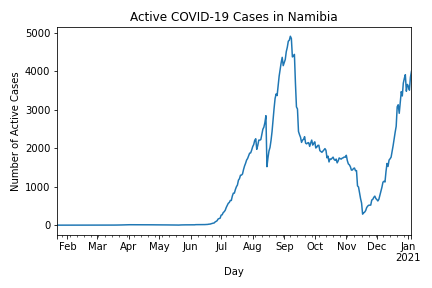 Active COVID-19 Cases in Namibia
Number of Active Cases
5000
4000
3000
2000
1000
0
Feb Mar Apr May Jun Jul Aug Sep Oct Nov Dec Jan
2021
Day